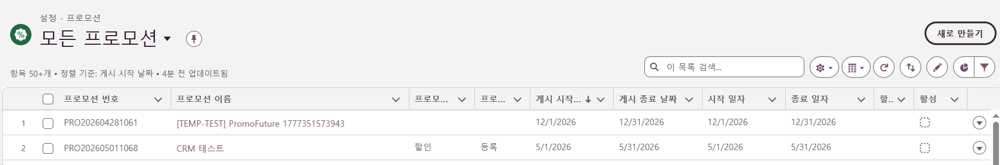 설정 - 프로모션
모든 프로모션
새로 만들기
항목 50+개 • 정렬 기준: 게시 시작 날짜 • 4분 전 업데이트됨
이 목록 검색...
프로모션 번호 프로모션 이름 프로모... 프로... 게시 시작... 게시 종료 날짜 시작 일자 종료 일자 할.. 활성
1 PRO202604281061 [TEMP-TEST] PromoFuture 1777351573943 12/1/2026 12/31/2026 12/1/2026 12/31/2026
2 PRO202605011068 CRM 테스트 할인 등록 5/1/2026 5/31/2026 5/1/2026 5/31/2026